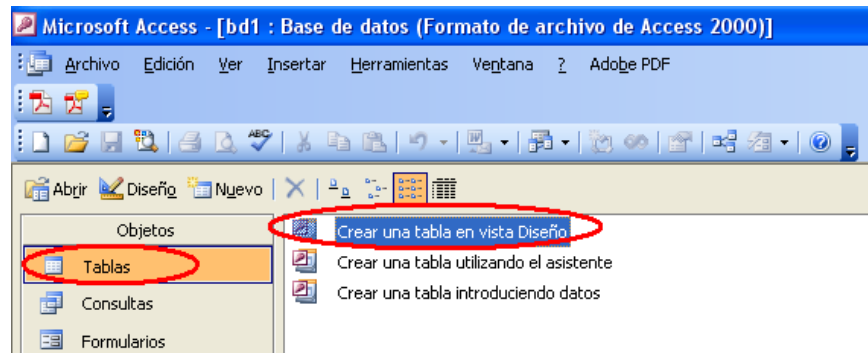 Microsoft Access - [bd1 : Base de datos (Formato de archivo de Access 2000)]
Archivo Edición Ver Insertar Herramientas Ventana ? Adobe PDF
ABC
W
Abrir Diseño Nuevo
Objetos
Tablas
Consultas
Formularios
Crear una tabla en vista Diseño
Crear una tabla utilizando el asistente
Crear una tabla introduciendo datos